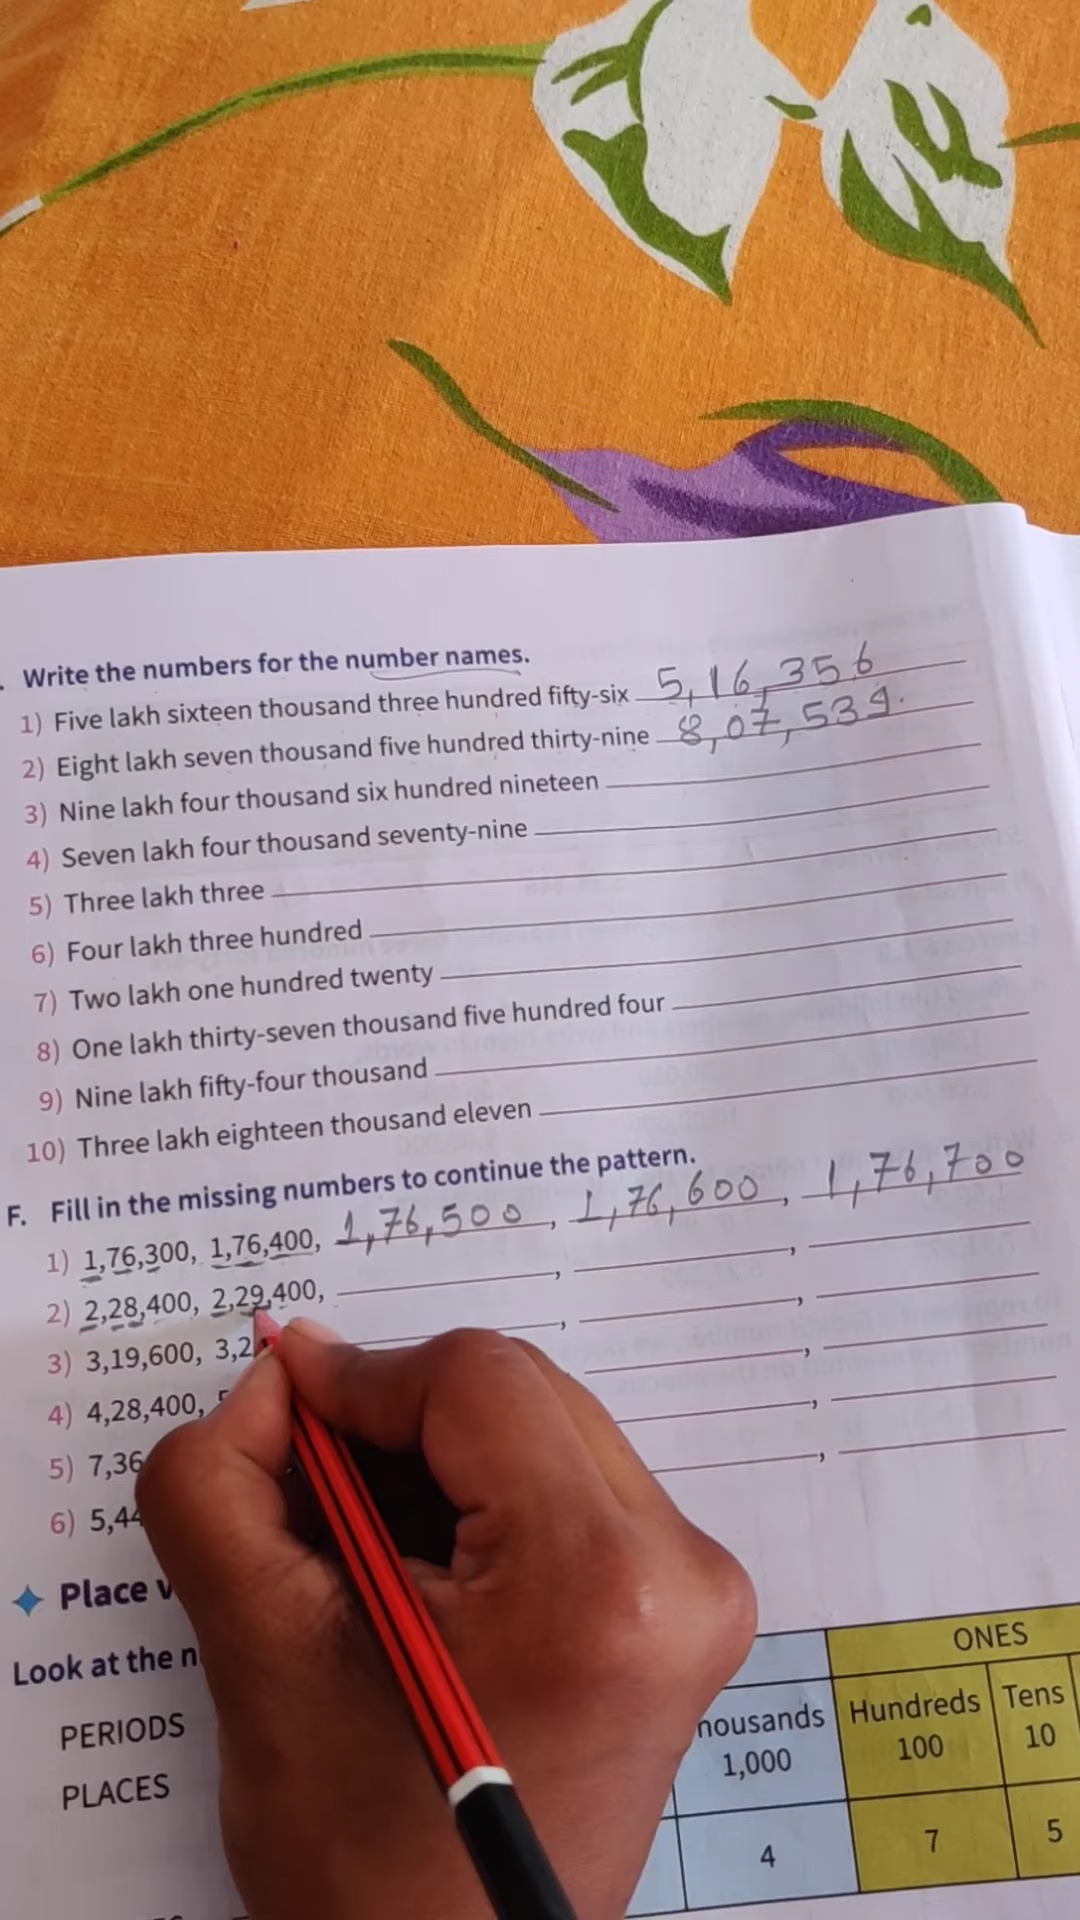 Write the numbers for the number names.
1) Five lakh sixteen thousand three hundred fifty-six 5,16,356
2) Eight lakh seven thousand five hundred thirty-nine 8,07,539.
3) Nine lakh four thousand six hundred nineteen
4) Seven lakh four thousand seventy-nine
5) Three lakh three
6) Four lakh three hundred
7) Two lakh one hundred twenty
8) One lakh thirty-seven thousand five hundred four
9) Nine lakh fifty-four thousand
10) Three lakh eighteen thousand eleven
F. Fill in the missing numbers to continue the pattern.
1) 1,76,300, 1,76,400, 1,76,500, 1,76,600, 1,76,700
2) 2,28,400, 2,29,400, , ,
3) 3,19,600, 3,2 , ,
4) 4,28,400, ,
5) 7,36 ,
6) 5,44 ,
Place v
Look at the n
ONES
PERIODS
PLACES housands Hundreds Tens
1,000 100 10
4 7 5